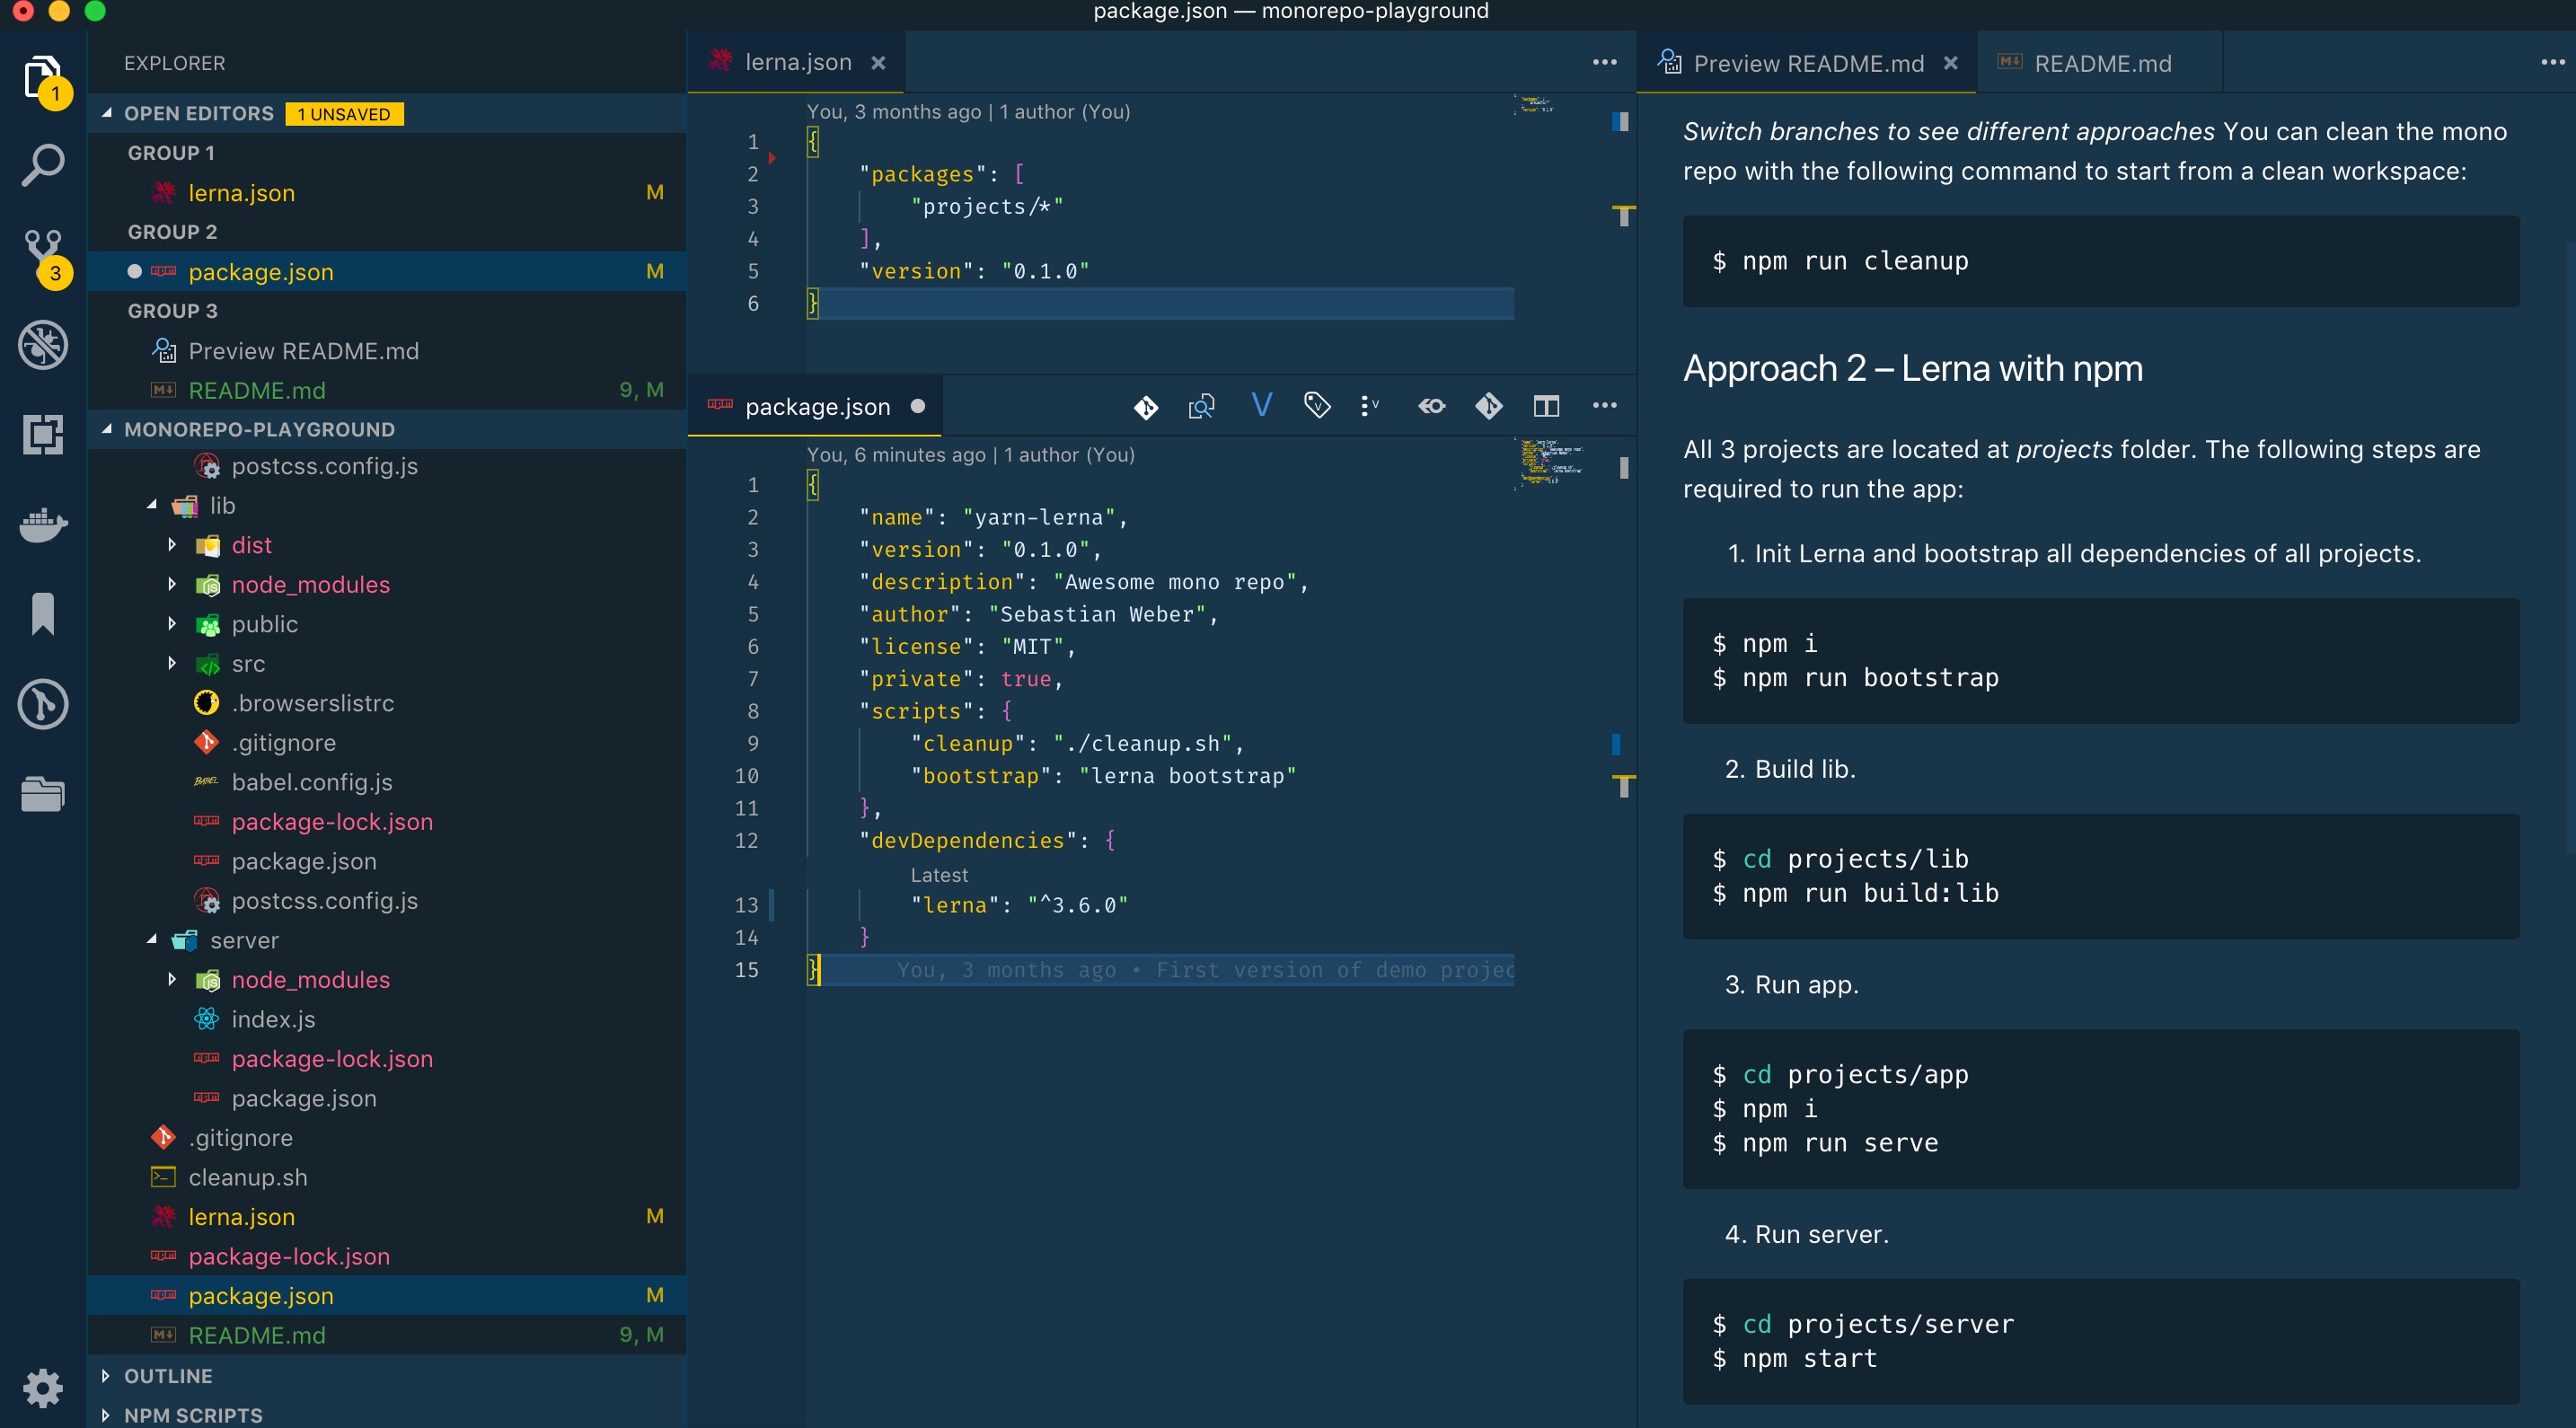 package.json — monorepo-playground
1
3
EXPLORER
OPEN EDITORS 1 UNSAVED
GROUP 1
lerna.json M
GROUP 2
package.json M
GROUP 3
Preview README.md
README.md 9, M
MONOREPO-PLAYGROUND
postcss.config.js
lib
dist
node_modules
public
src
.browserslistrc
.gitignore
babel.config.js
package-lock.json
package.json
postcss.config.js
server
node_modules
index.js
package-lock.json
package.json
.gitignore
cleanup.sh
lerna.json M
package-lock.json
package.json M
README.md 9, M
OUTLINE
NPM SCRIPTS
lerna.json ×
You, 3 months ago | 1 author (You)
1 {
2 "packages": [
3 "projects/*"
4 ],
5 "version": "0.1.0"
6 }
package.json
You, 6 minutes ago | 1 author (You)
1 {
2 "name": "yarn-lerna",
3 "version": "0.1.0",
4 "description": "Awesome mono repo",
5 "author": "Sebastian Weber",
6 "license": "MIT",
7 "private": true,
8 "scripts": {
9 "cleanup": "./cleanup.sh",
10 "bootstrap": "lerna bootstrap"
11 },
12 "devDependencies": {
Latest
13 "lerna": "^3.6.0"
14 }
15 } You, 3 months ago • First version of demo projec
Preview README.md × README.md
Switch branches to see different approaches You can clean the mono
repo with the following command to start from a clean workspace:
$ npm run cleanup
Approach 2 – Lerna with npm
All 3 projects are located at projects folder. The following steps are
required to run the app:
1. Init Lerna and bootstrap all dependencies of all projects.
$ npm i
$ npm run bootstrap
2. Build lib.
$ cd projects/lib
$ npm run build:lib
3. Run app.
$ cd projects/app
$ npm i
$ npm run serve
4. Run server.
$ cd projects/server
$ npm start